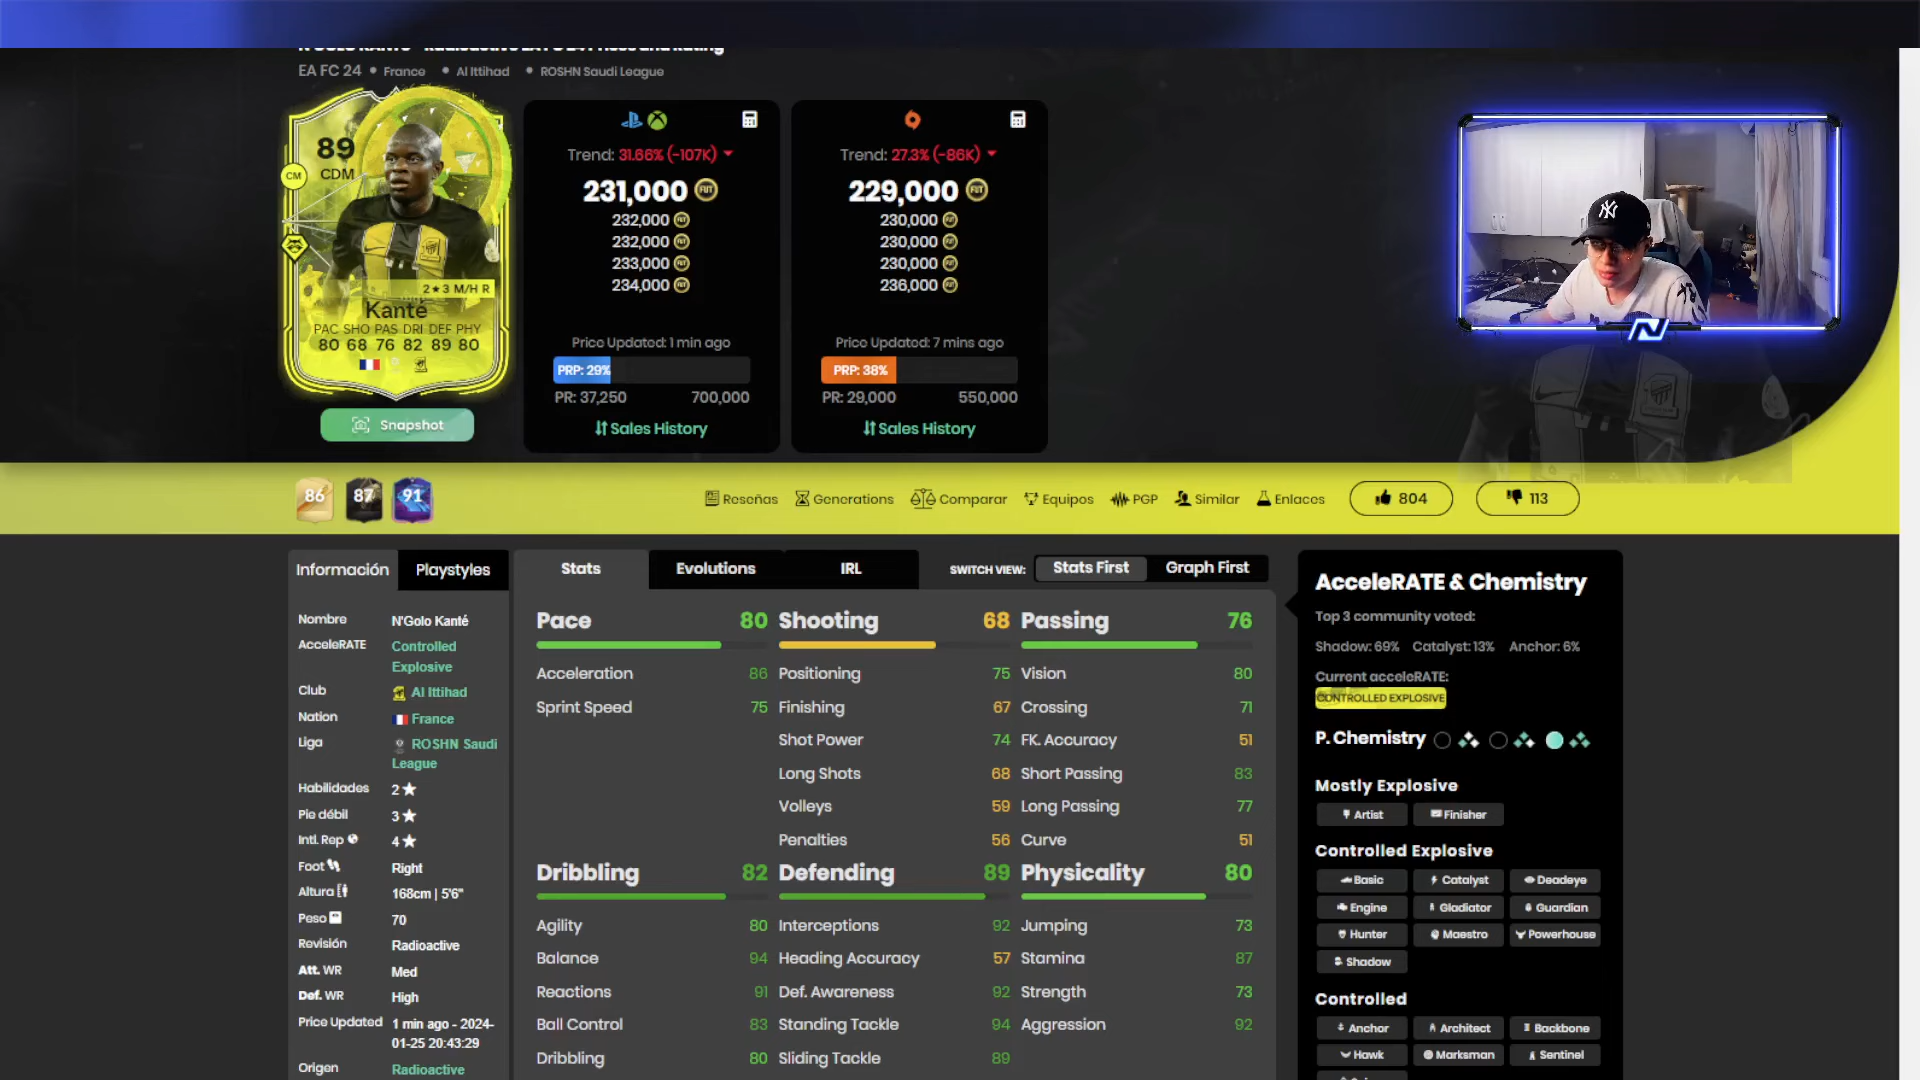 N'GOLO KANTÉ - Radioactive EA FC 24 Prices and Rating
EA FC 24 • France • Al Ittihad • ROSHN Saudi League
89
CDM
CM
2★3 M/H R
Kanté
PAC SHO PAS DRI DEF PHY
80 68 76 82 89 80
Snapshot
Trend: 31.66% (-107K)
231,000
232,000
232,000
233,000
234,000
Price Updated: 1 min ago
PRP: 29%
PR: 37,250 700,000
Sales History
Trend: 27.3% (-86K)
229,000
230,000
230,000
230,000
236,000
Price Updated: 7 mins ago
PRP: 38%
PR: 29,000 550,000
Sales History
NY
86 87 91
Reseñas Generations Comparar Equipos PGP Similar Enlaces 804 113
Información Playstyles
Nombre N'Golo Kanté
AcceleRATE Controlled
Explosive
Club Al Ittihad
Nation France
Liga ROSHN Saudi
League
Habilidades 2★
Pie débil 3★
Intl. Rep 4★
Foot Right
Altura 168cm | 5'6"
Peso 70
Revisión Radioactive
Att. WR Med
Def. WR High
Price Updated 1 min ago - 2024-
01-25 20:43:29
Origen Radioactive
Stats Evolutions IRL SWITCH VIEW: Stats First Graph First
Pace 80
Acceleration 86
Sprint Speed 75
Shooting 68
Positioning 75
Finishing 67
Shot Power 74
Long Shots 68
Volleys 59
Penalties 56
Passing 76
Vision 80
Crossing 71
FK. Accuracy 51
Short Passing 83
Long Passing 77
Curve 51
Dribbling 82
Agility 80
Balance 94
Reactions 91
Ball Control 83
Dribbling 80
Defending 89
Interceptions 92
Heading Accuracy 57
Def. Awareness 92
Standing Tackle 94
Sliding Tackle 89
Physicality 80
Jumping 73
Stamina 87
Strength 73
Aggression 92
AcceleRATE & Chemistry
Top 3 community voted:
Shadow: 69% Catalyst: 13% Anchor: 6%
Current acceleRATE:
CONTROLLED EXPLOSIVE
P. Chemistry
Mostly Explosive
Artist Finisher
Controlled Explosive
Basic Catalyst Deadeye
Engine Gladiator Guardian
Hunter Maestro Powerhouse
Shadow
Controlled
Anchor Architect Backbone
Hawk Marksman Sentinel